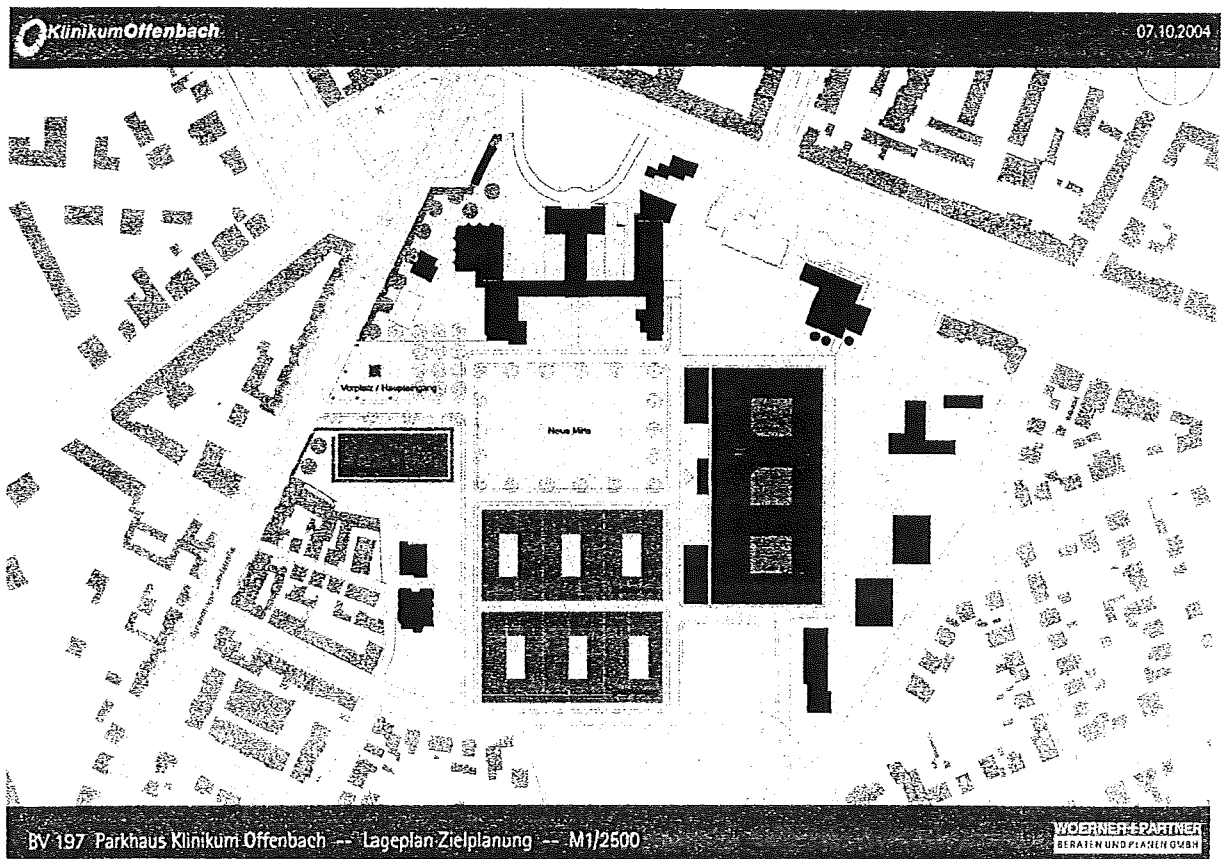 KlinikumOffenbach
07.10.2004
Vorplatz / Haupteingang
Neue Mitte
BV 197 Parkhaus Klinikum Offenbach -- Lageplan Zielplanung -- M1/2500
WOERNER+PARTNER
BERATEN UND PLANEN GMBH